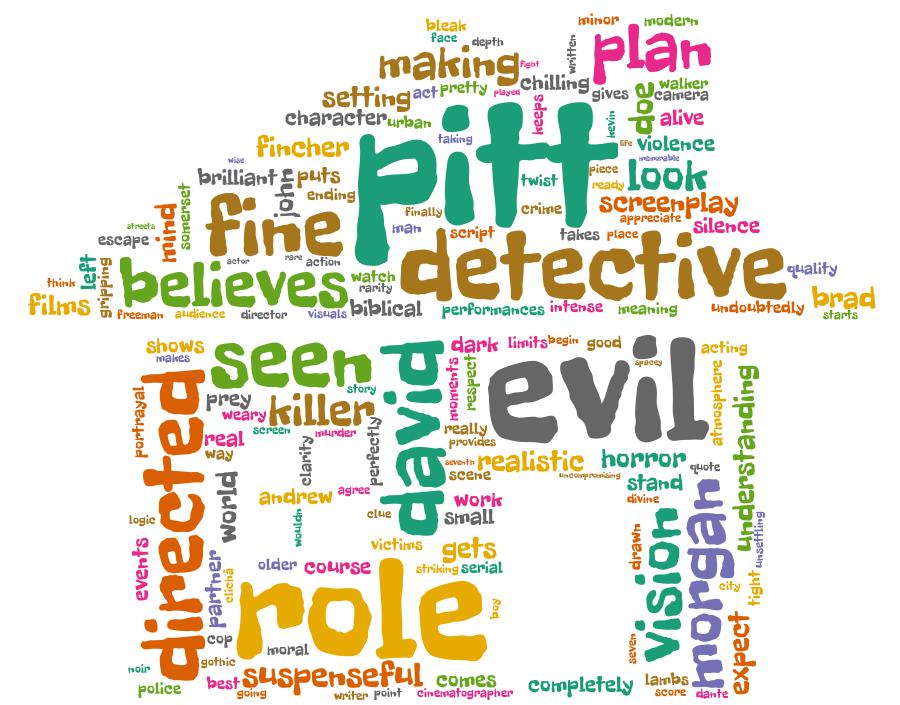 bleak
minor
modern
face
depth
written
plan
making
fight
chilling
walker
setting
act
pretty
played
gives
doe
camera
character
urban
keeps
kevin
alive
fincher
taking
pitt
life
violence
wise
memorable
brilliant
john
puts
twist
piece
look
ending
ready
somerset
mind
fine
finally
crime
screenplay
appreciate
streets
man
script
takes
place
silence
escape
actor
rare
action
detective
think
left
gripping
believes
watch
rarity
quality
films
freeman
audience
director
visuals
biblical
performances
intense
meaning
undoubtedly
brad
starts
shows
makes
seen
david
dark
limits
begin
good
evil
spacey
acting
directed
story
moments
respect
atmosphere
understanding
portrayal
prey
weary
killer
screen
murder
really
provides
real
way
clarity
perfectly
seventh
realistic
horror
quote
scene
uncompromising
world
andrew
agree
stand
divine
morgan
logic
wouldn
clue
work
small
vision
drawn
unsettling
events
victims
gets
partner
clichã
older
course
striking
serial
city
tight
role
boy
cop
moral
expect
noir
gothic
seven
police
best
suspenseful
going
comes
writer
point
cinematographer
completely
lambs
score
dante